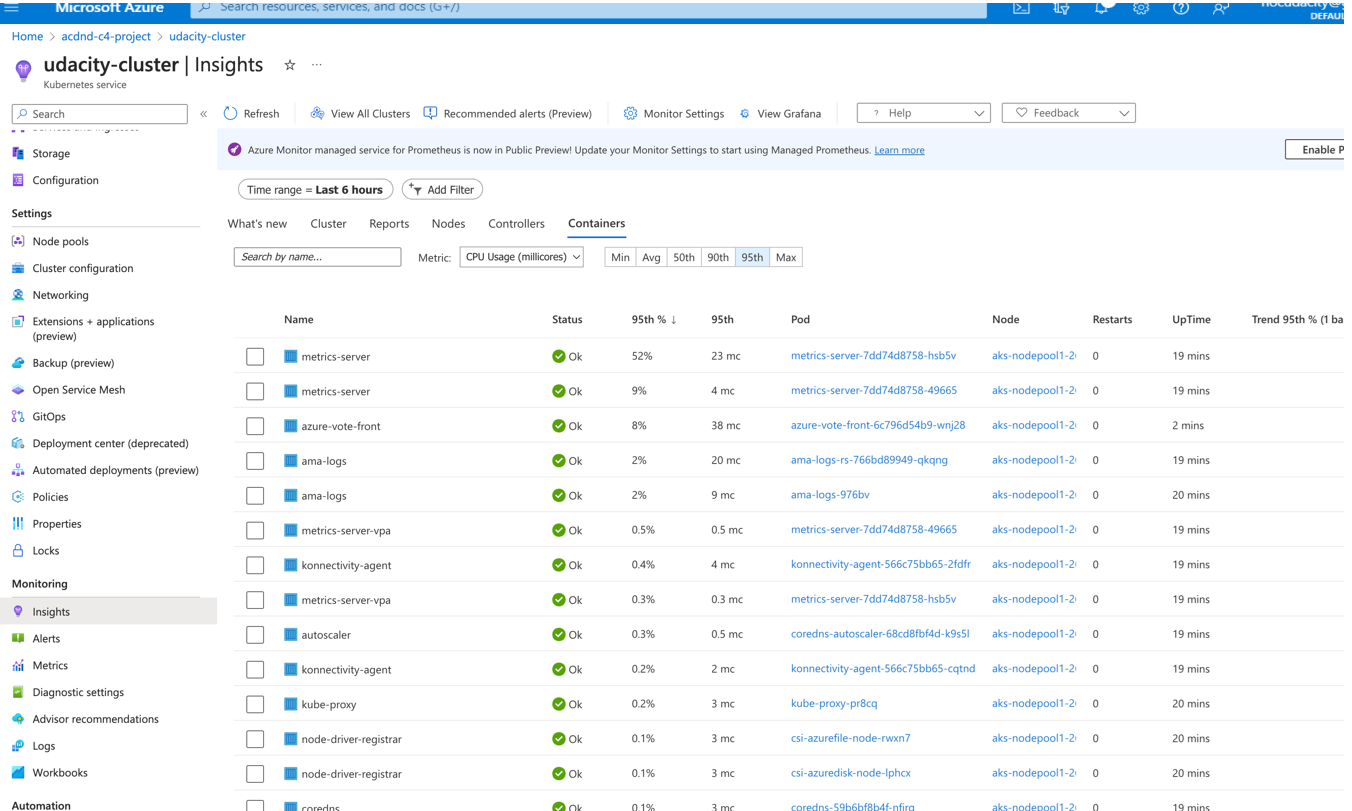 Microsoft Azure
Search resources, services, and docs (G+/)
DEFAUL
Home > acdnd-c4-project > udacity-cluster
udacity-cluster | Insights
Kubernetes service
Search
Refresh
View All Clusters
Recommended alerts (Preview)
Monitor Settings
View Grafana
? Help
Feedback
Azure Monitor managed service for Prometheus is now in Public Preview! Update your Monitor Settings to start using Managed Prometheus. Learn more
Enable P
Services and ingresses
Storage
Configuration
Settings
Node pools
Cluster configuration
Networking
Extensions + applications
(preview)
Backup (preview)
Open Service Mesh
GitOps
Deployment center (deprecated)
Automated deployments (preview)
Policies
Properties
Locks
Monitoring
Insights
Alerts
Metrics
Diagnostic settings
Advisor recommendations
Logs
Workbooks
Automation
Time range = Last 6 hours
Add Filter
What's new Cluster Reports Nodes Controllers Containers
Search by name...
Metric: CPU Usage (millicores)
Min Avg 50th 90th 95th Max
Name Status 95th % ↓ 95th Pod Node Restarts UpTime Trend 95th % (1 ba
metrics-server Ok 52% 23 mc metrics-server-7dd74d8758-hsb5v aks-nodepool1-2 0 19 mins
metrics-server Ok 9% 4 mc metrics-server-7dd74d8758-49665 aks-nodepool1-2 0 19 mins
azure-vote-front Ok 8% 38 mc azure-vote-front-6c796d54b9-wnj28 aks-nodepool1-2 0 2 mins
ama-logs Ok 2% 20 mc ama-logs-rs-766bd89949-qkqng aks-nodepool1-2 0 19 mins
ama-logs Ok 2% 9 mc ama-logs-976bv aks-nodepool1-2 0 20 mins
metrics-server-vpa Ok 0.5% 0.5 mc metrics-server-7dd74d8758-49665 aks-nodepool1-2 0 19 mins
konnectivity-agent Ok 0.4% 4 mc konnectivity-agent-566c75bb65-2fdfr aks-nodepool1-2 0 19 mins
metrics-server-vpa Ok 0.3% 0.3 mc metrics-server-7dd74d8758-hsb5v aks-nodepool1-2 0 19 mins
autoscaler Ok 0.3% 0.5 mc coredns-autoscaler-68cd8fbf4d-k9s5l aks-nodepool1-2 0 19 mins
konnectivity-agent Ok 0.2% 2 mc konnectivity-agent-566c75bb65-cqtnd aks-nodepool1-2 0 19 mins
kube-proxy Ok 0.2% 3 mc kube-proxy-pr8cq aks-nodepool1-2 0 20 mins
node-driver-registrar Ok 0.1% 3 mc csi-azurefile-node-rwxn7 aks-nodepool1-2 0 20 mins
node-driver-registrar Ok 0.1% 3 mc csi-azuredisk-node-lphcx aks-nodepool1-2 0 20 mins
coredns Ok 0.1% 3 mc coredns-59b6bf8b4f-nfirq aks-nodepool1-2 0 19 mins